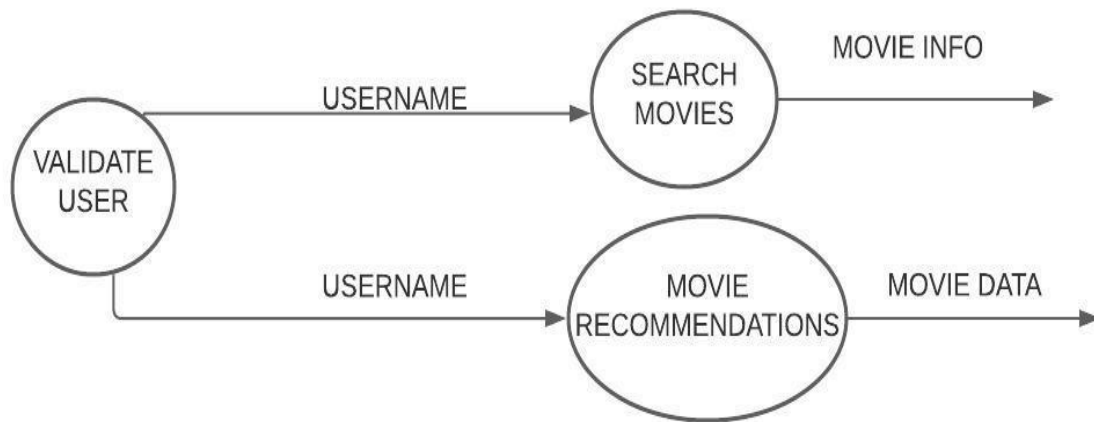 VALIDATE
USER
USERNAME
SEARCH
MOVIES
MOVIE INFO
USERNAME
MOVIE
RECOMMENDATIONS
MOVIE DATA